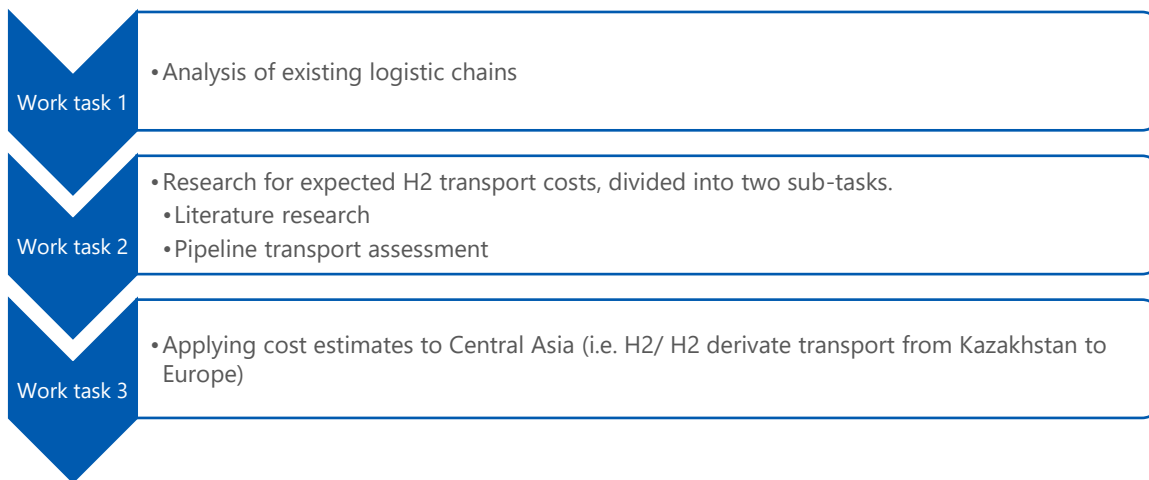 Work task 1
•Analysis of existing logistic chains
Work task 2
•Research for expected H2 transport costs, divided into two sub-tasks.
•Literature research
•Pipeline transport assessment
Work task 3
•Applying cost estimates to Central Asia (i.e. H2/ H2 derivate transport from Kazakhstan to
Europe)